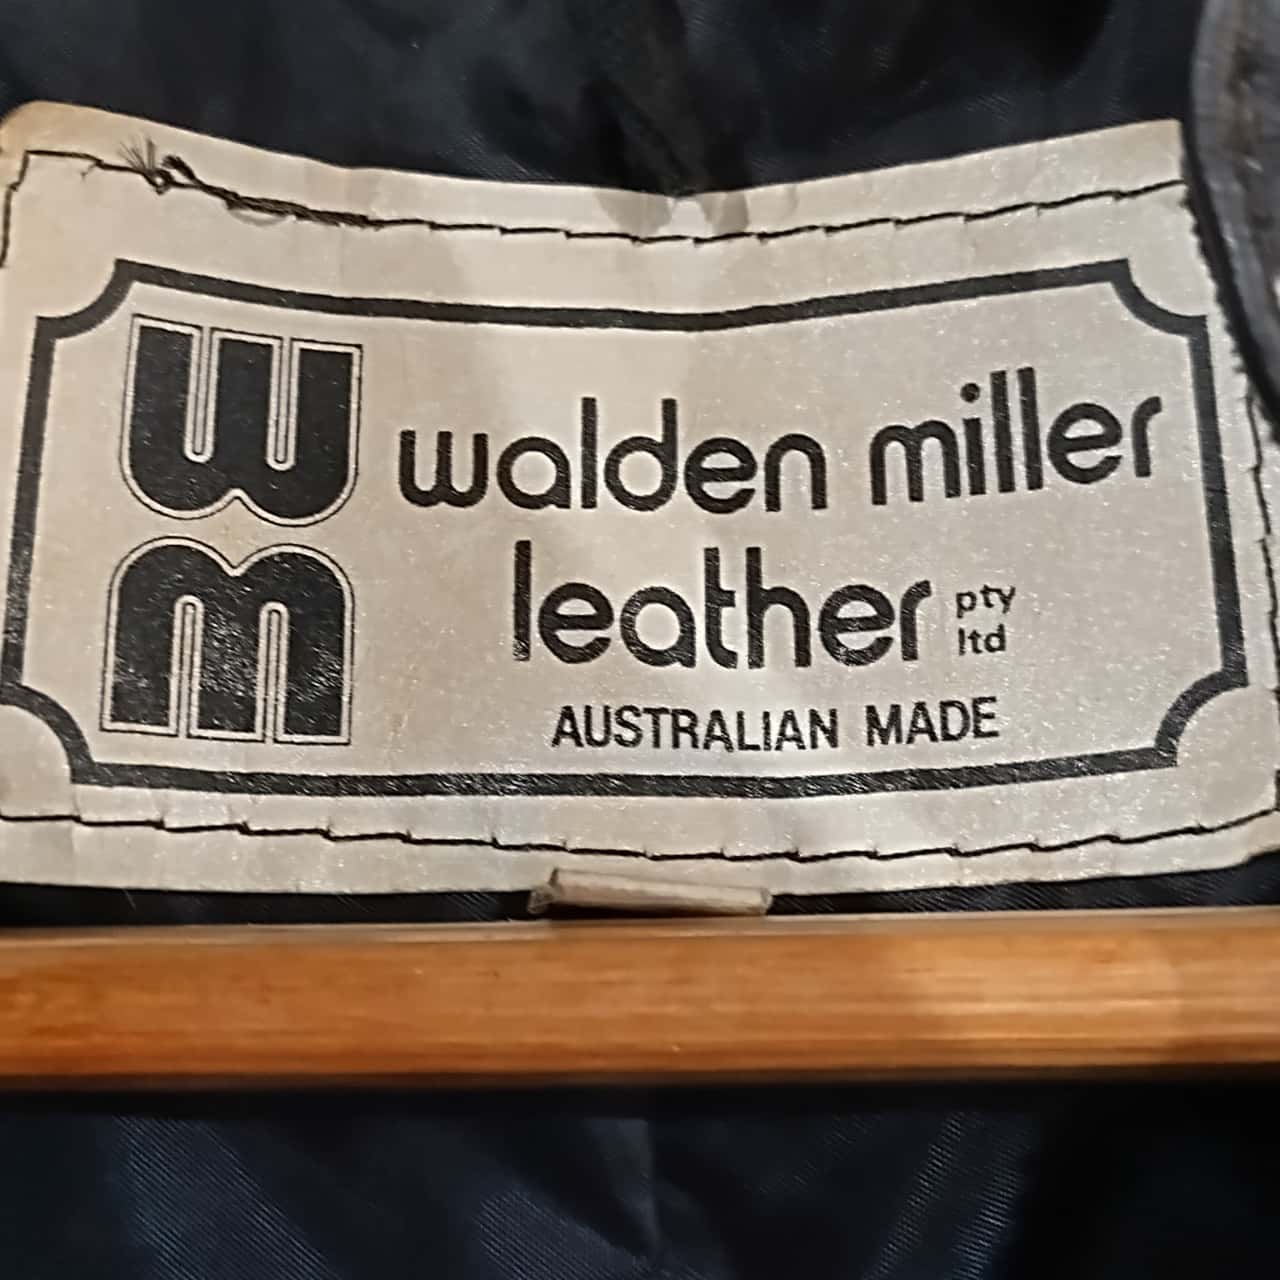 wm
walden miller
leather pty ltd
AUSTRALIAN MADE